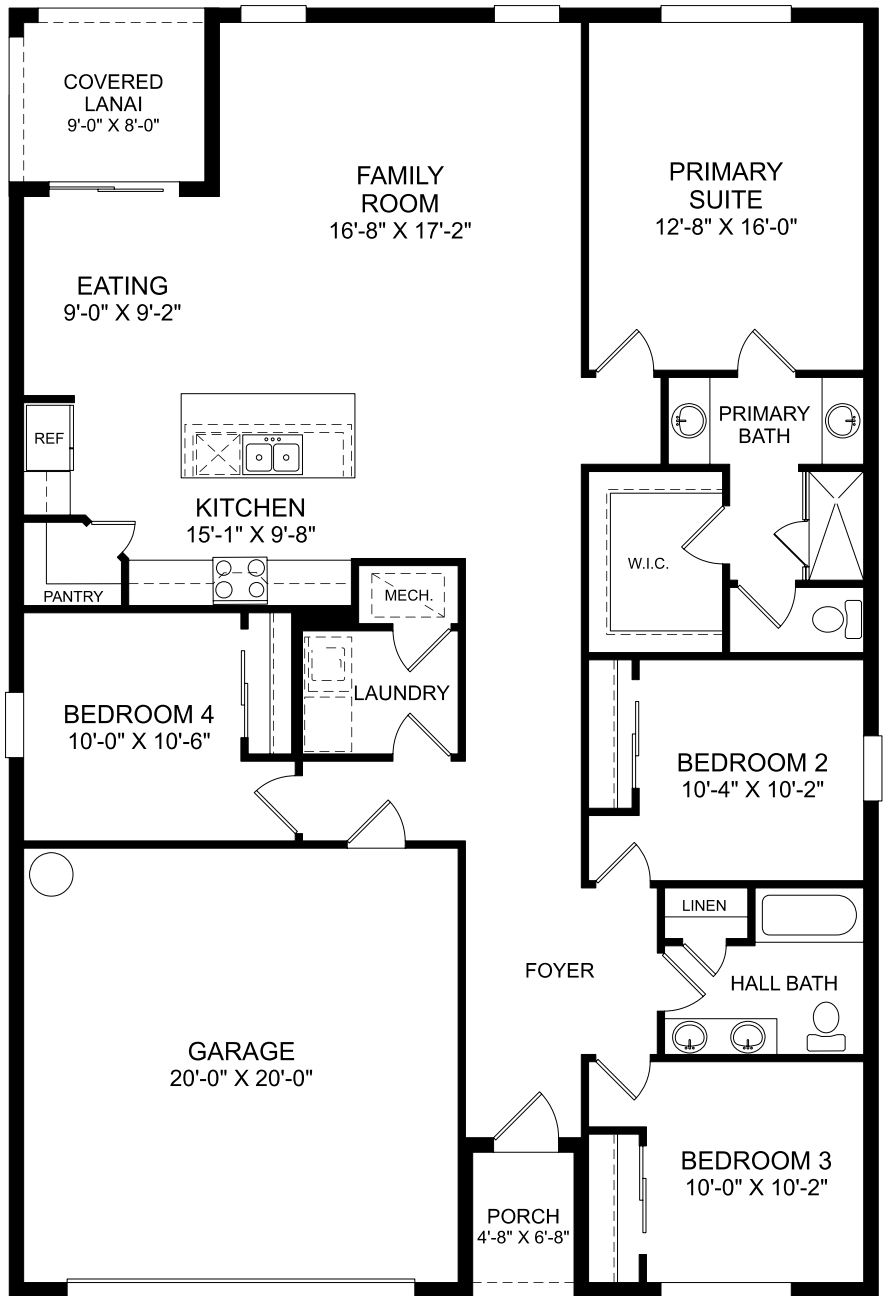 COVERED
LANAI
9'-0" X 8'-0"
FAMILY
ROOM
16'-8" X 17'-2"
PRIMARY
SUITE
12'-8" X 16'-0"
EATING
9'-0" X 9'-2"
REF
PRIMARY
BATH
KITCHEN
15'-1" X 9'-8"
W.I.C.
PANTRY
MECH.
LAUNDRY
BEDROOM 4
10'-0" X 10'-6"
BEDROOM 2
10'-4" X 10'-2"
LINEN
FOYER
HALL BATH
GARAGE
20'-0" X 20'-0"
BEDROOM 3
10'-0" X 10'-2"
PORCH
4'-8" X 6'-8"